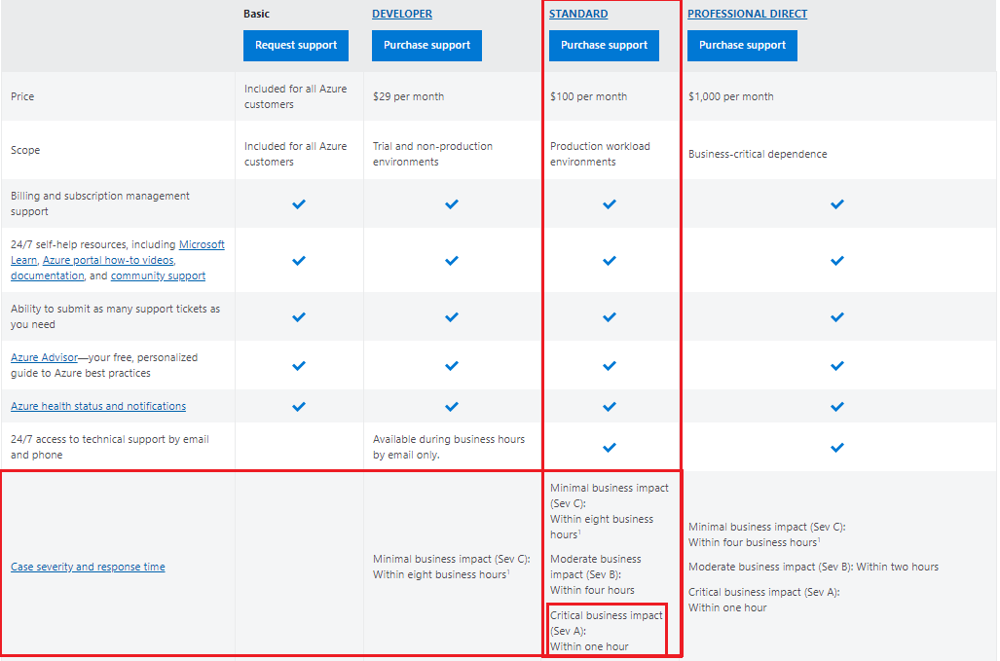 Basic
DEVELOPER
STANDARD
PROFESSIONAL DIRECT
Request support
Purchase support
Purchase support
Purchase support
Price
Included for all Azure
customers
$29 per month
$100 per month
$1,000 per month
Scope
Included for all Azure
customers
Trial and non-production
environments
Production workload
environments
Business-critical dependence
Billing and subscription management
support
24/7 self-help resources, including Microsoft
Learn, Azure portal how-to videos,
documentation, and community support
Ability to submit as many support tickets as
you need
Azure Advisor—your free, personalized
guide to Azure best practices
Azure health status and notifications
24/7 access to technical support by email
and phone
Available during business hours
by email only.
Case severity and response time
Minimal business impact (Sev C):
Within eight business hours¹
Minimal business impact
(Sev C):
Within eight business
hours¹
Moderate business
impact (Sev B):
Within four hours
Critical business impact
(Sev A):
Within one hour
Minimal business impact (Sev C):
Within four business hours¹
Moderate business impact (Sev B): Within two hours
Critical business impact (Sev A):
Within one hour